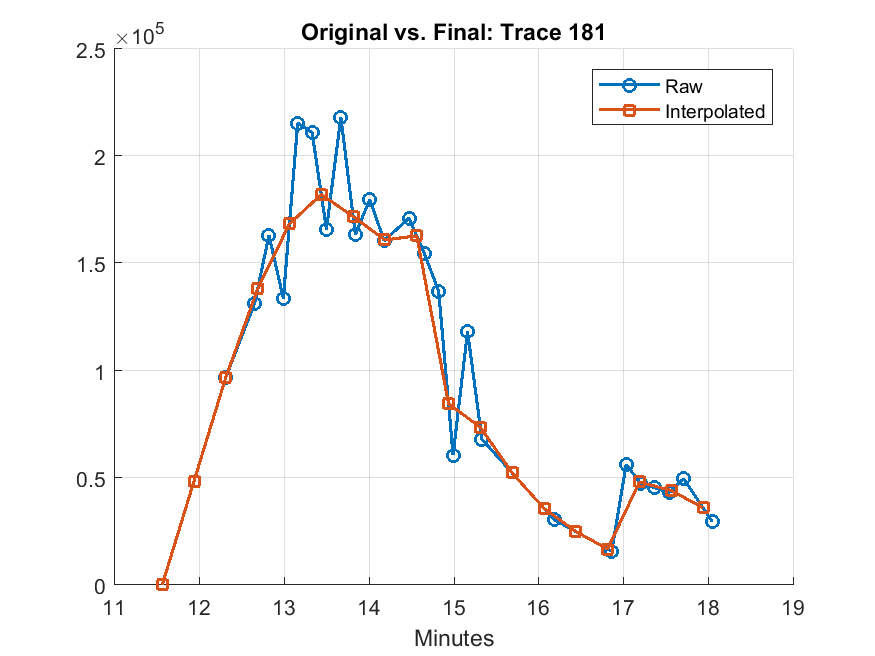 Original vs. Final: Trace 181
×10^5
2.5
2
1.5
1
0.5
0
11 12 13 14 15 16 17 18 19
Minutes
Raw
Interpolated